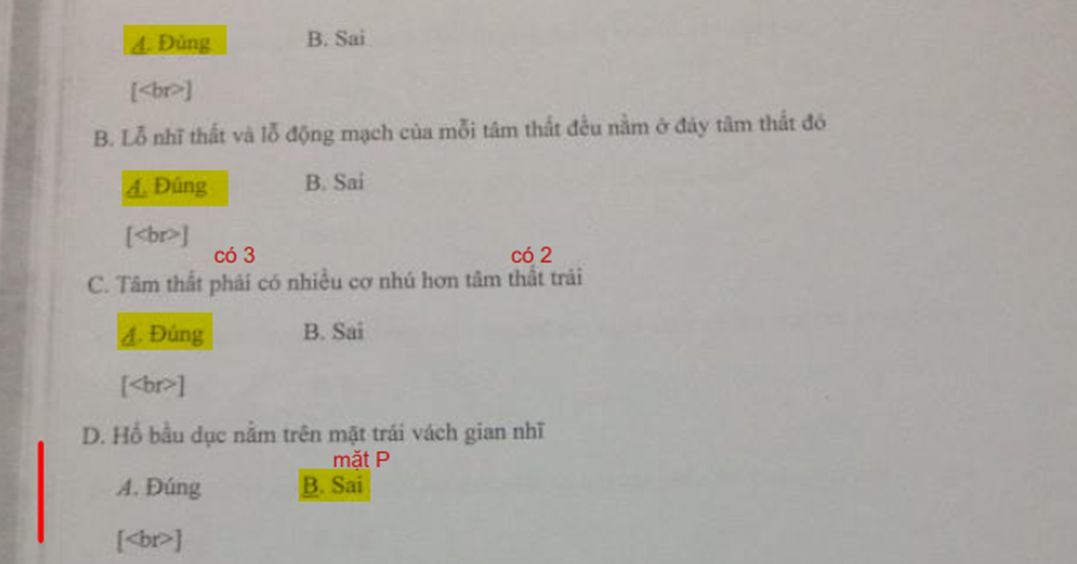 A. Đúng B. Sai
[<br>]
B. Lỗ nhĩ thất và lỗ động mạch của mỗi tâm thất đều nằm ở đáy tâm thất đó
A. Đúng B. Sai
[<br>]
có 3 có 2
C. Tâm thất phải có nhiều cơ nhú hơn tâm thất trái
A. Đúng B. Sai
[<br>]
D. Hố bầu dục nằm trên mặt trái vách gian nhĩ
mặt P
A. Đúng B. Sai
[<br>]